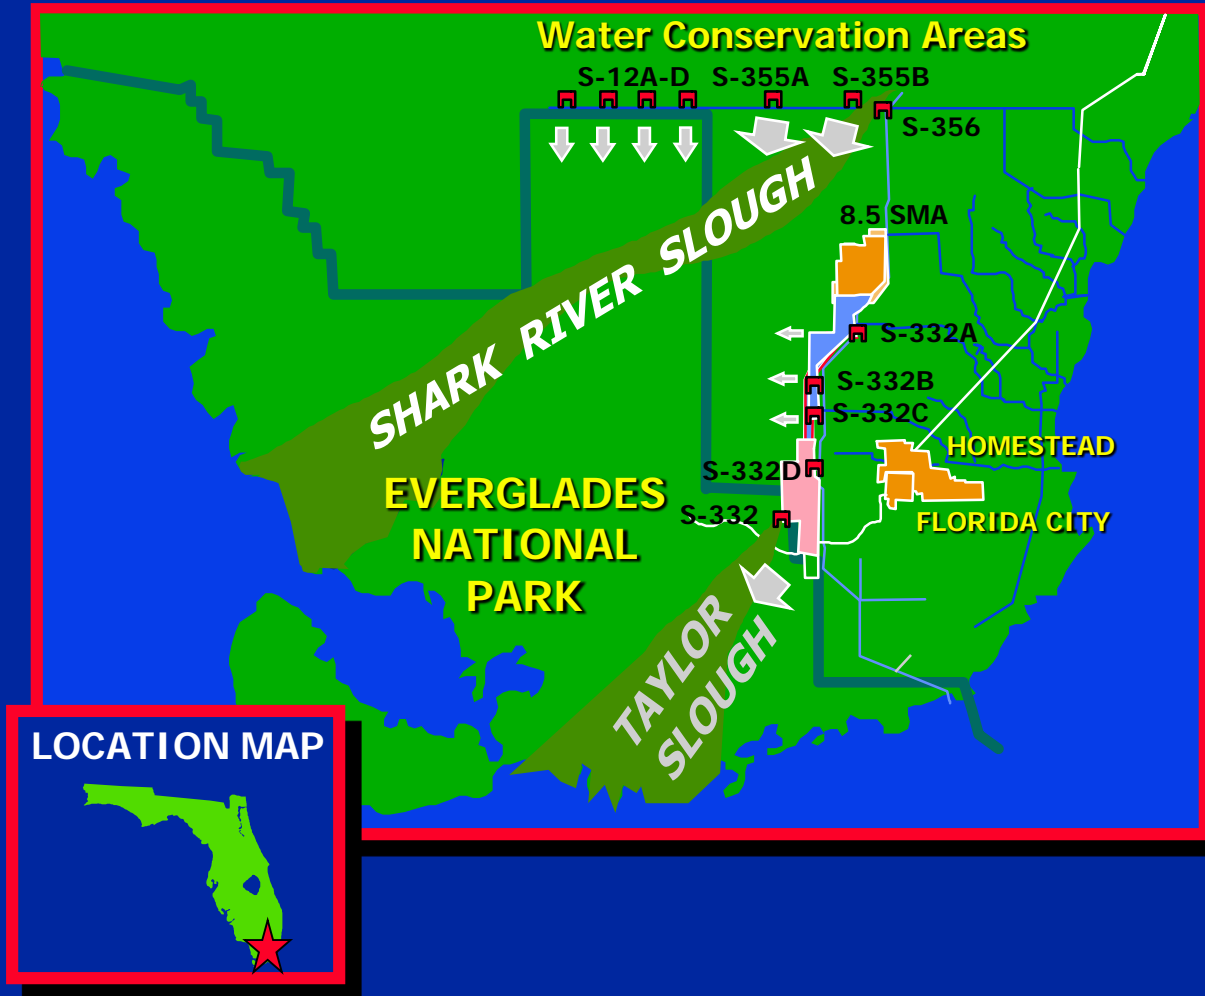 Water Conservation Areas
S-12A-D
S-355A
S-355B
S-356
8.5 SMA
SHARK RIVER SLOUGH
S-332A
S-332B
S-332C
HOMESTEAD
S-332D
EVERGLADES
NATIONAL
PARK
S-332
FLORIDA CITY
TAYLOR
SLOUGH
LOCATION MAP